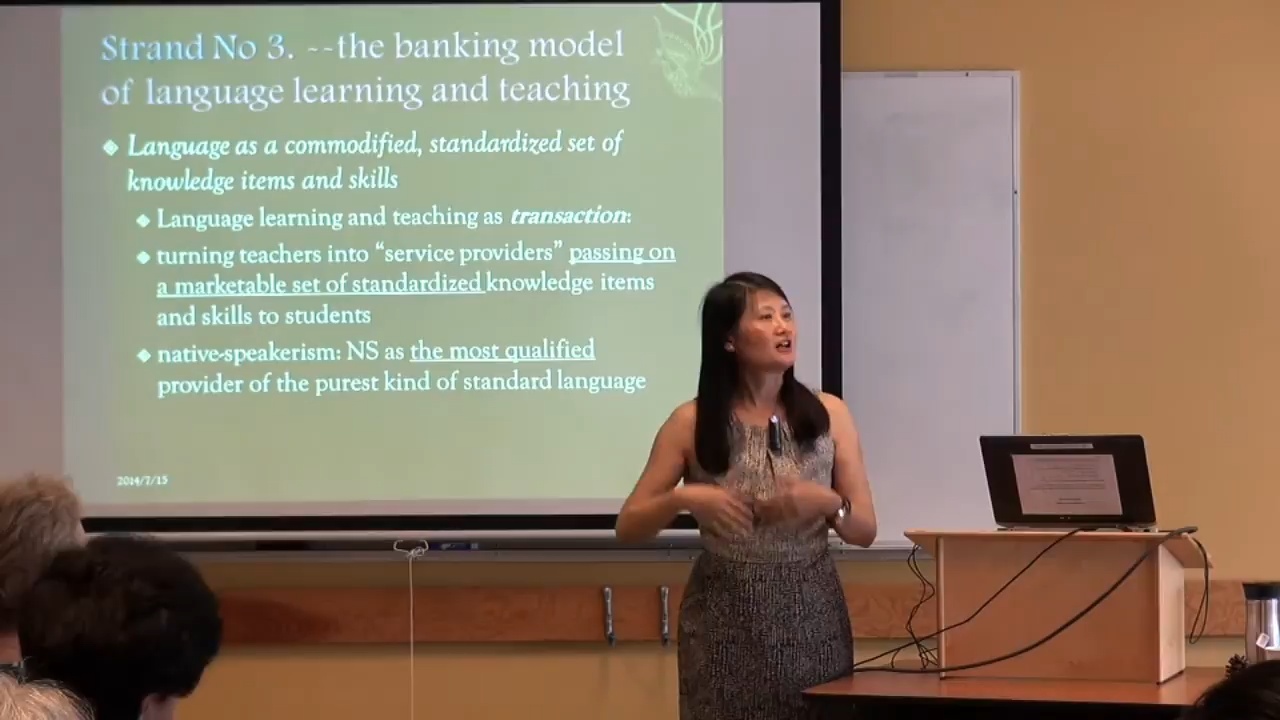 Strand No 3. --the banking model
of language learning and teaching
Language as a commodified, standardized set of
knowledge items and skills
Language learning and teaching as transaction:
turning teachers into “service providers” passing on
a marketable set of standardized knowledge items
and skills to students
native-speakerism: NS as the most qualified
provider of the purest kind of standard language
2014/7/15